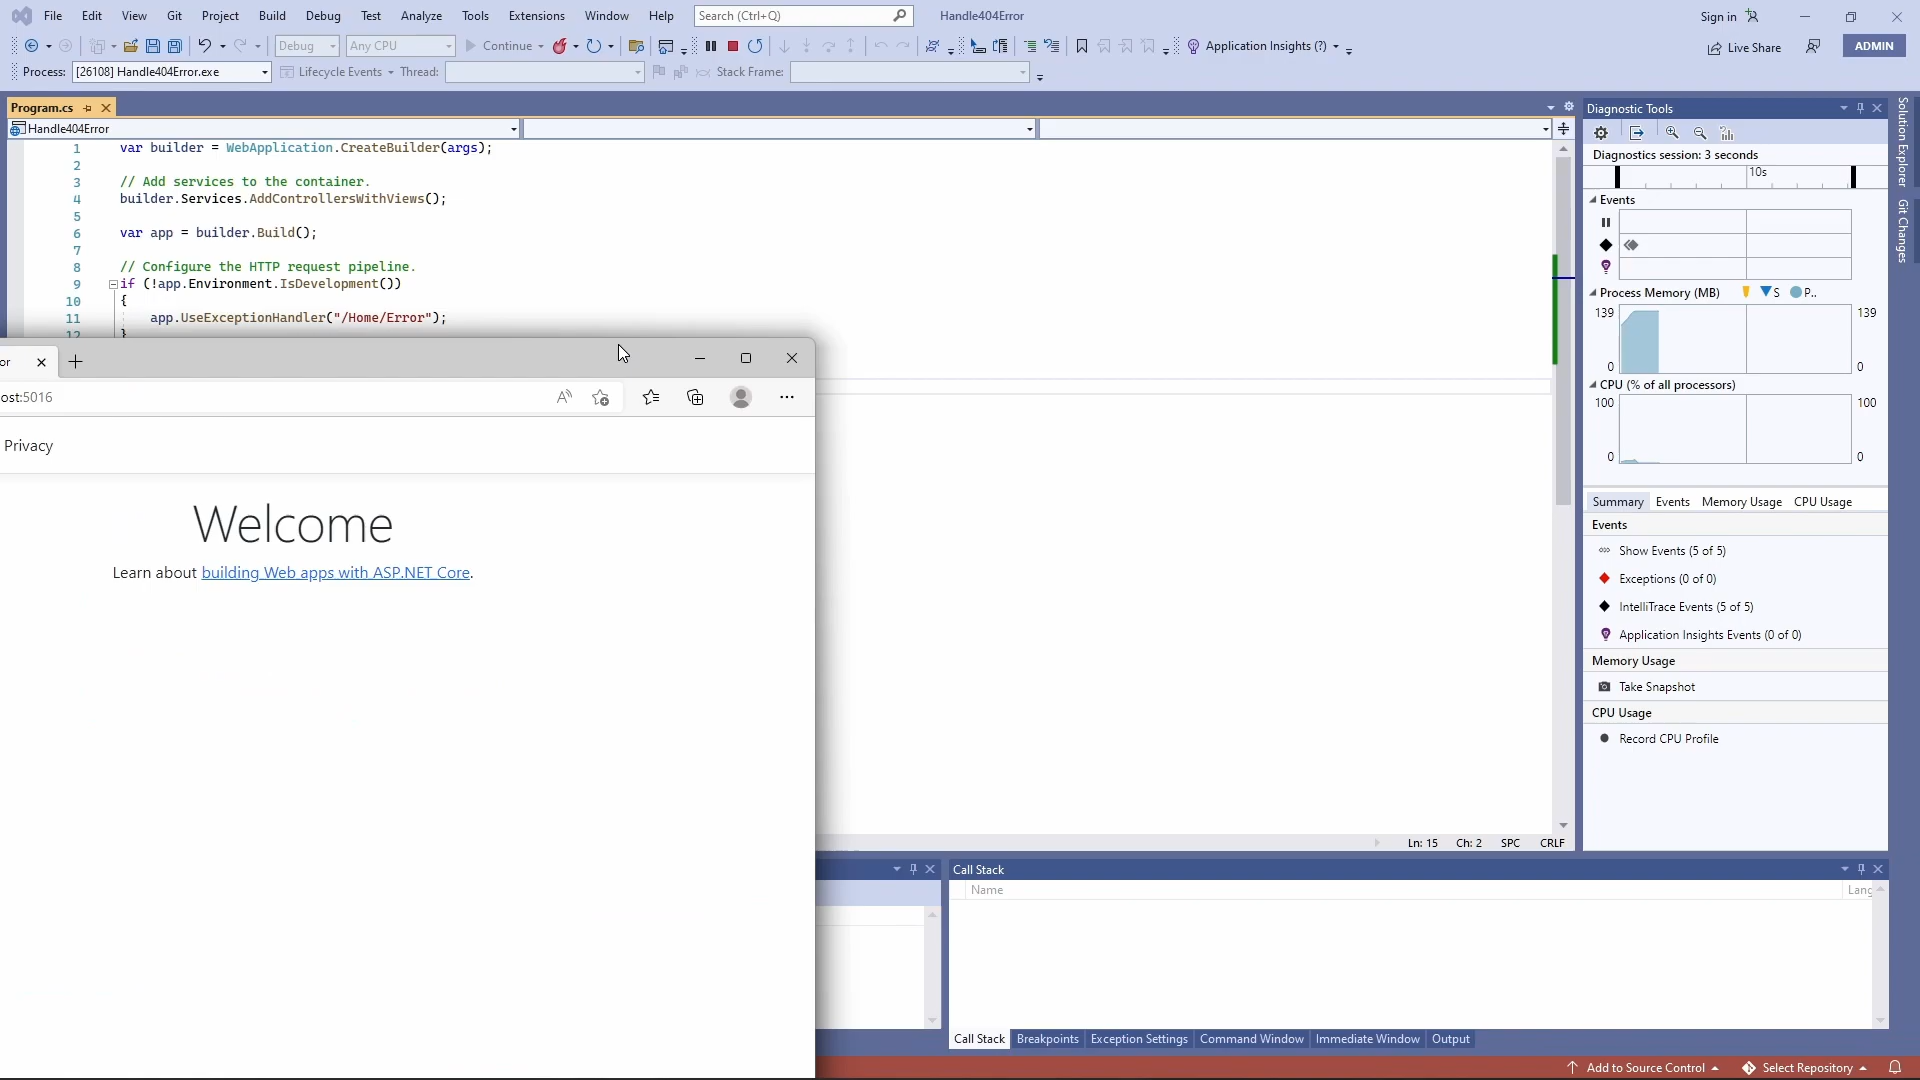 File Edit View Git Project Build Debug Test Analyze Tools Extensions Window Help Search (Ctrl+Q) Handle404Error Sign in
Debug Any CPU Continue Application Insights (?) Live Share ADMIN
Process: [26108] Handle404Error.exe Lifecycle Events Thread: Stack Frame:
Program.cs
Handle404Error
1 var builder = WebApplication.CreateBuilder(args);
2
3 // Add services to the container.
4 builder.Services.AddControllersWithViews();
5
6 var app = builder.Build();
7
8 // Configure the HTTP request pipeline.
9 if (!app.Environment.IsDevelopment())
10 {
11 app.UseExceptionHandler("/Home/Error");
12 }
or
ost:5016
Privacy
Welcome
Learn about building Web apps with ASP.NET Core.
Ln: 15 Ch: 2 SPC CRLF
Diagnostic Tools
Diagnostics session: 3 seconds
10s
Events
Process Memory (MB) S P..
139 139
0 0
CPU (% of all processors)
100 100
0 0
Summary Events Memory Usage CPU Usage
Events
Show Events (5 of 5)
Exceptions (0 of 0)
IntelliTrace Events (5 of 5)
Application Insights Events (0 of 0)
Memory Usage
Take Snapshot
CPU Usage
Record CPU Profile
Solution Explorer
Git Changes
Call Stack
Name Lang
Call Stack Breakpoints Exception Settings Command Window Immediate Window Output
Add to Source Control Select Repository